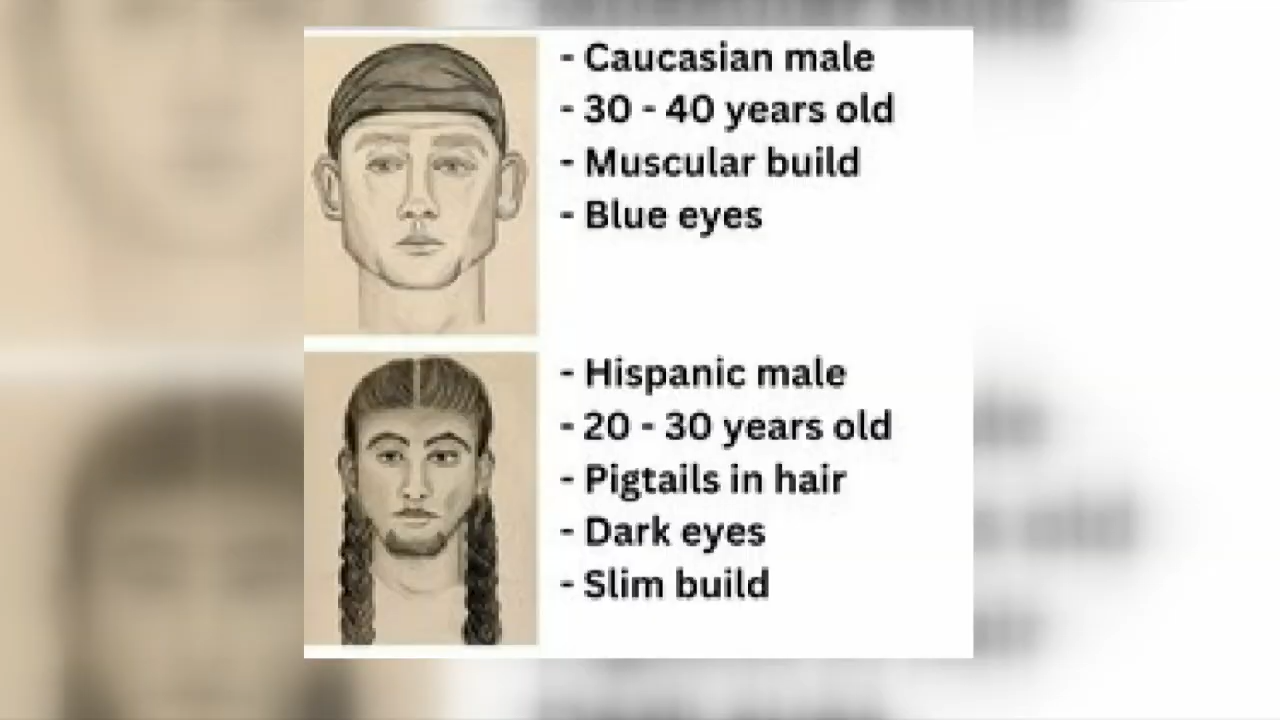 - Caucasian male
- 30 - 40 years old
- Muscular build
- Blue eyes
- Hispanic male
- 20 - 30 years old
- Pigtails in hair
- Dark eyes
- Slim build